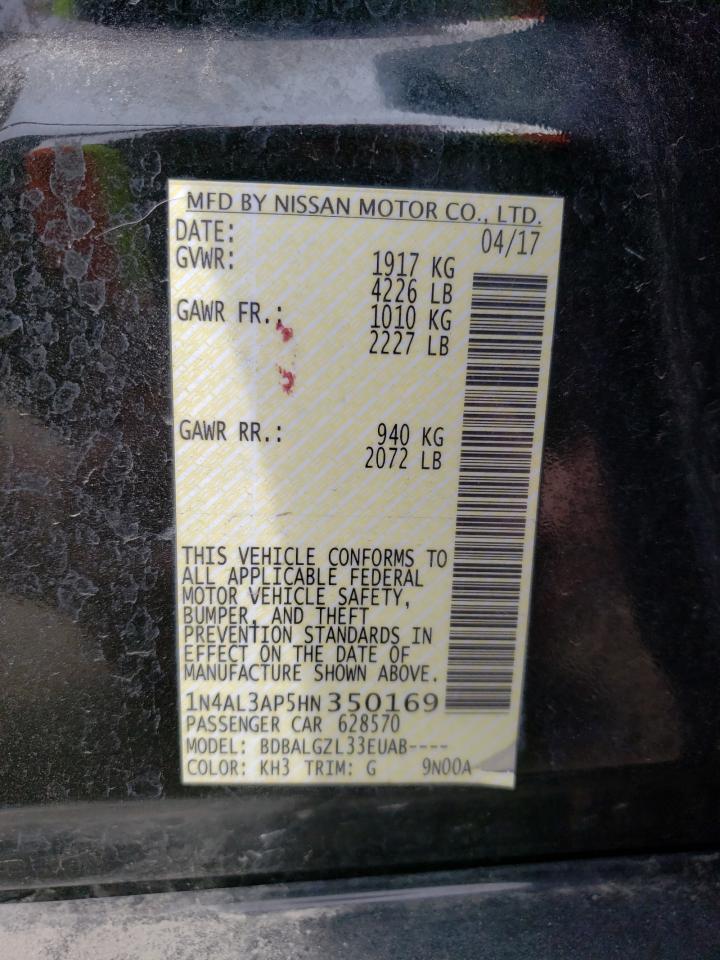 MFD BY NISSAN MOTOR CO., LTD.
DATE: 04/17
GVWR: 1917 KG
4226 LB
GAWR FR.: 1010 KG
2227 LB
GAWR RR.: 940 KG
2072 LB
THIS VEHICLE CONFORMS TO
ALL APPLICABLE FEDERAL
MOTOR VEHICLE SAFETY,
BUMPER, AND THEFT
PREVENTION STANDARDS IN
EFFECT ON THE DATE OF
MANUFACTURE SHOWN ABOVE.
1N4AL3AP5HN350169
PASSENGER CAR 628570
MODEL: BDBALGZL33EUAB----
COLOR: KH3 TRIM: G 9N00A